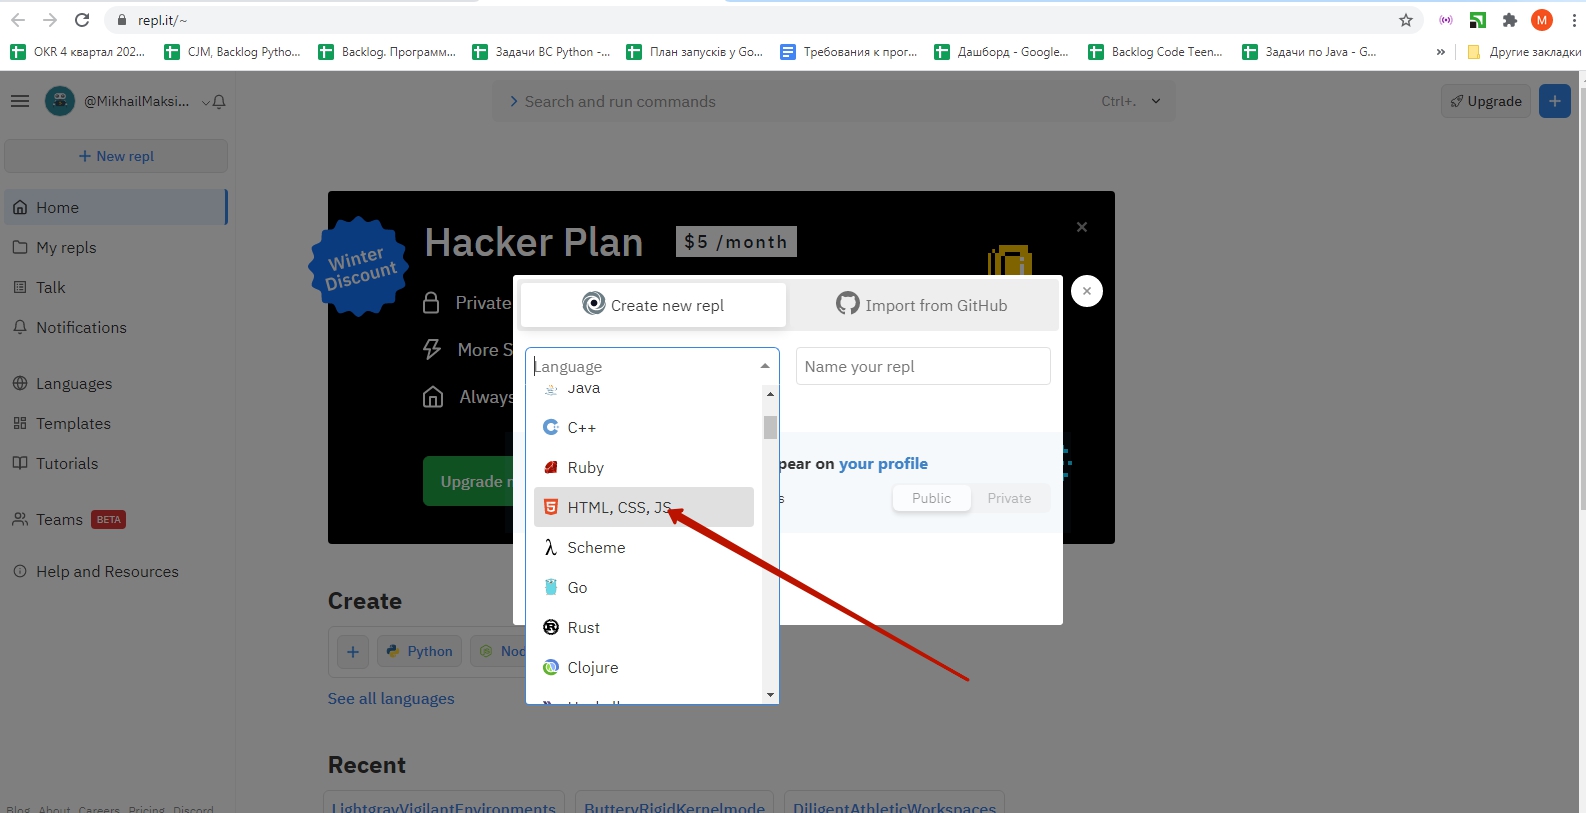 repl.it/~
M
OKR 4 квартал 202...
CJM, Backlog Pytho...
Backlog. Программ...
Задачи ВС Python -...
План запусків у Go...
Требования к прог...
Дашборд - Google...
Backlog Code Teen...
Задачи по Java - G...
»
Другие закладки
@MikhailMaksi...
Search and run commands
Ctrl+.
Upgrade
+ New repl
Home
My repls
Talk
Notifications
Languages
Templates
Tutorials
Teams BETA
Help and Resources
Blog About Careers Pricing Discord
Winter
Discount
Hacker Plan
$5 /month
Private
More S
Always
Upgrade
Create new repl
Import from GitHub
Language
Name your repl
Java
C++
Ruby
HTML, CSS, JS
Scheme
Go
Rust
Clojure
pear on your profile
s
Public
Private
Create
+
Python
Nod
See all languages
Recent
LightgrayVigilantEnvironments
ButteryRigidKernelmode
DiligentAthleticWorkspaces